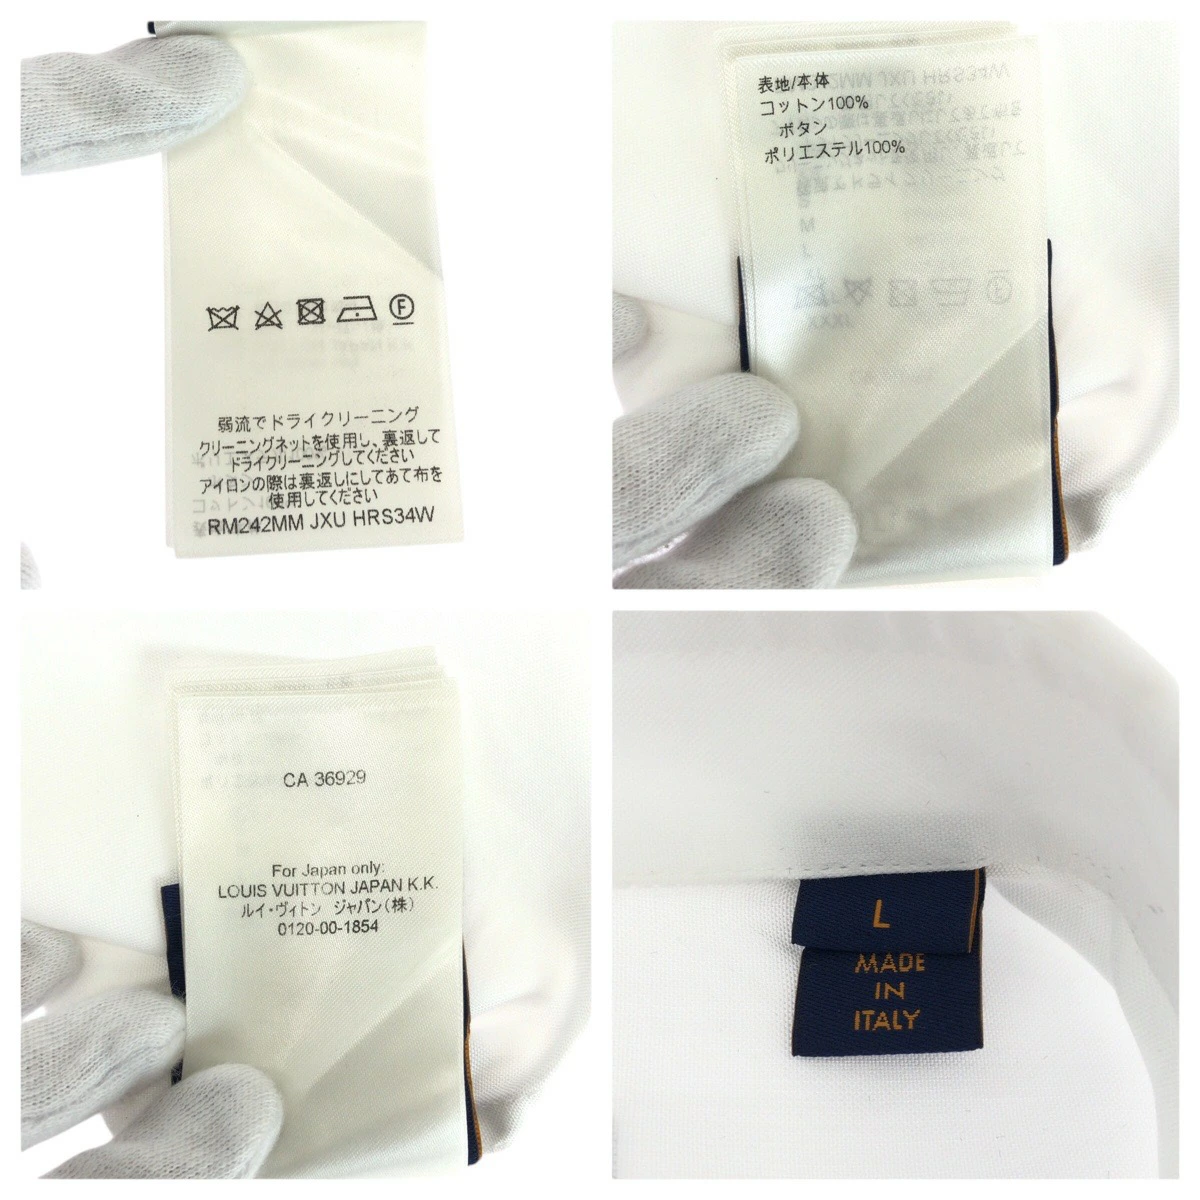 弱流でドライクリーニング
クリーニングネットを使用し、裏返して
ドライクリーニングしてください
アイロンの際は裏返しにしてあて布を
使用してください
RM242MM JXU HRS34W
表地/本体
コットン100%
ボタン
ポリエステル100%
CA 36929
For Japan only:
LOUIS VUITTON JAPAN K.K.
ルイ・ヴィトン ジャパン(株)
0120-00-1854
L
MADE
IN
ITALY